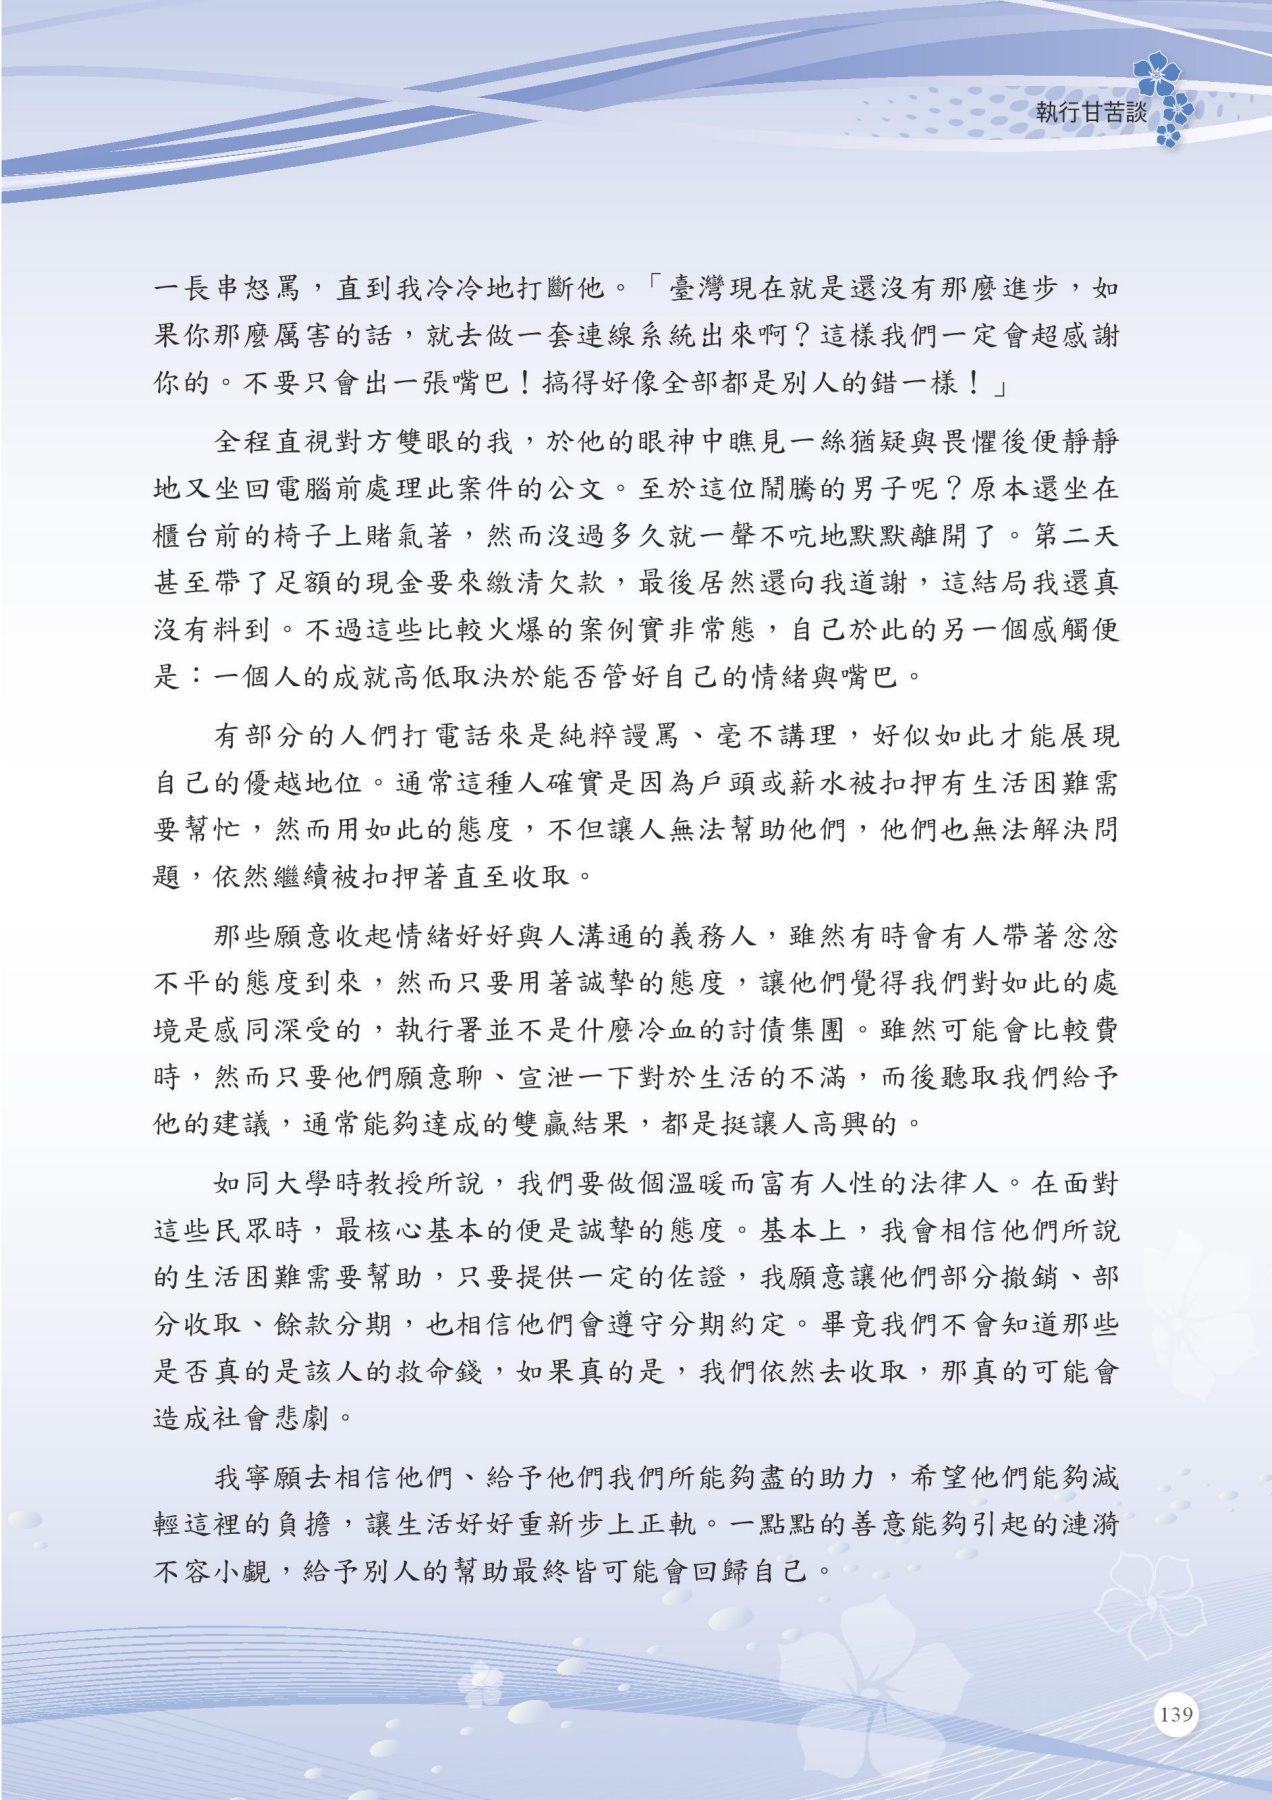 執行甘苦談
一長串怒罵，直到我冷冷地打斷他。「臺灣現在就是還沒有那麼進步，如
果你那麼厲害的話，就去做一套連線系統出來啊？這樣我們一定會超感謝
你的。不要只會出一張嘴巴！搞得好像全部都是別人的錯一樣！」
全程直視對方雙眼的我，於他的眼神中瞧見一絲猶疑與畏懼後便靜靜
地又坐回電腦前處理此案件的公文。至於這位鬧騰的男子呢？原本還坐在
櫃台前的椅子上賭氣著，然而沒過多久就一聲不吭地默默離開了。第二天
甚至帶了足額的現金要來繳清欠款，最後居然還向我道謝，這結局我還真
沒有料到。不過這些比較火爆的案例實非常態，自己於此的另一個感觸便
是：一個人的成就高低取決於能否管好自己的情緒與嘴巴。
有部分的人們打電話來是純粹謾罵、毫不講理，好似如此才能展現
自己的優越地位。通常這種人確實是因為戶頭或薪水被扣押有生活困難需
要幫忙，然而用如此的態度，不但讓人無法幫助他們，他們也無法解決問
題，依然繼續被扣押著直至收取。
那些願意收起情緒好好與人溝通的義務人，雖然有時會有人帶著忿忿
不平的態度到來，然而只要用著誠摯的態度，讓他們覺得我們對如此的處
境是感同深受的，執行署並不是什麼冷血的討債集團。雖然可能會比較費
時，然而只要他們願意聊、宣泄一下對於生活的不滿，而後聽取我們給予
他的建議，通常能夠達成的雙贏結果，都是挺讓人高興的。
如同大學時教授所說，我們要做個溫暖而富有人性的法律人。在面對
這些民眾時，最核心基本的便是誠摯的態度。基本上，我會相信他們所說
的生活困難需要幫助，只要提供一定的佐證，我願意讓他們部分撤銷、部
分收取、餘款分期，也相信他們會遵守分期約定。畢竟我們不會知道那些
是否真的是該人的救命錢，如果真的是，我們依然去收取，那真的可能會
造成社會悲劇。
我寧願去相信他們、給予他們我們所能夠盡的助力，希望他們能夠減
輕這裡的負擔，讓生活好好重新步上正軌。一點點的善意能夠引起的漣漪
不容小覷，給予別人的幫助最終皆可能會回歸自己。
139